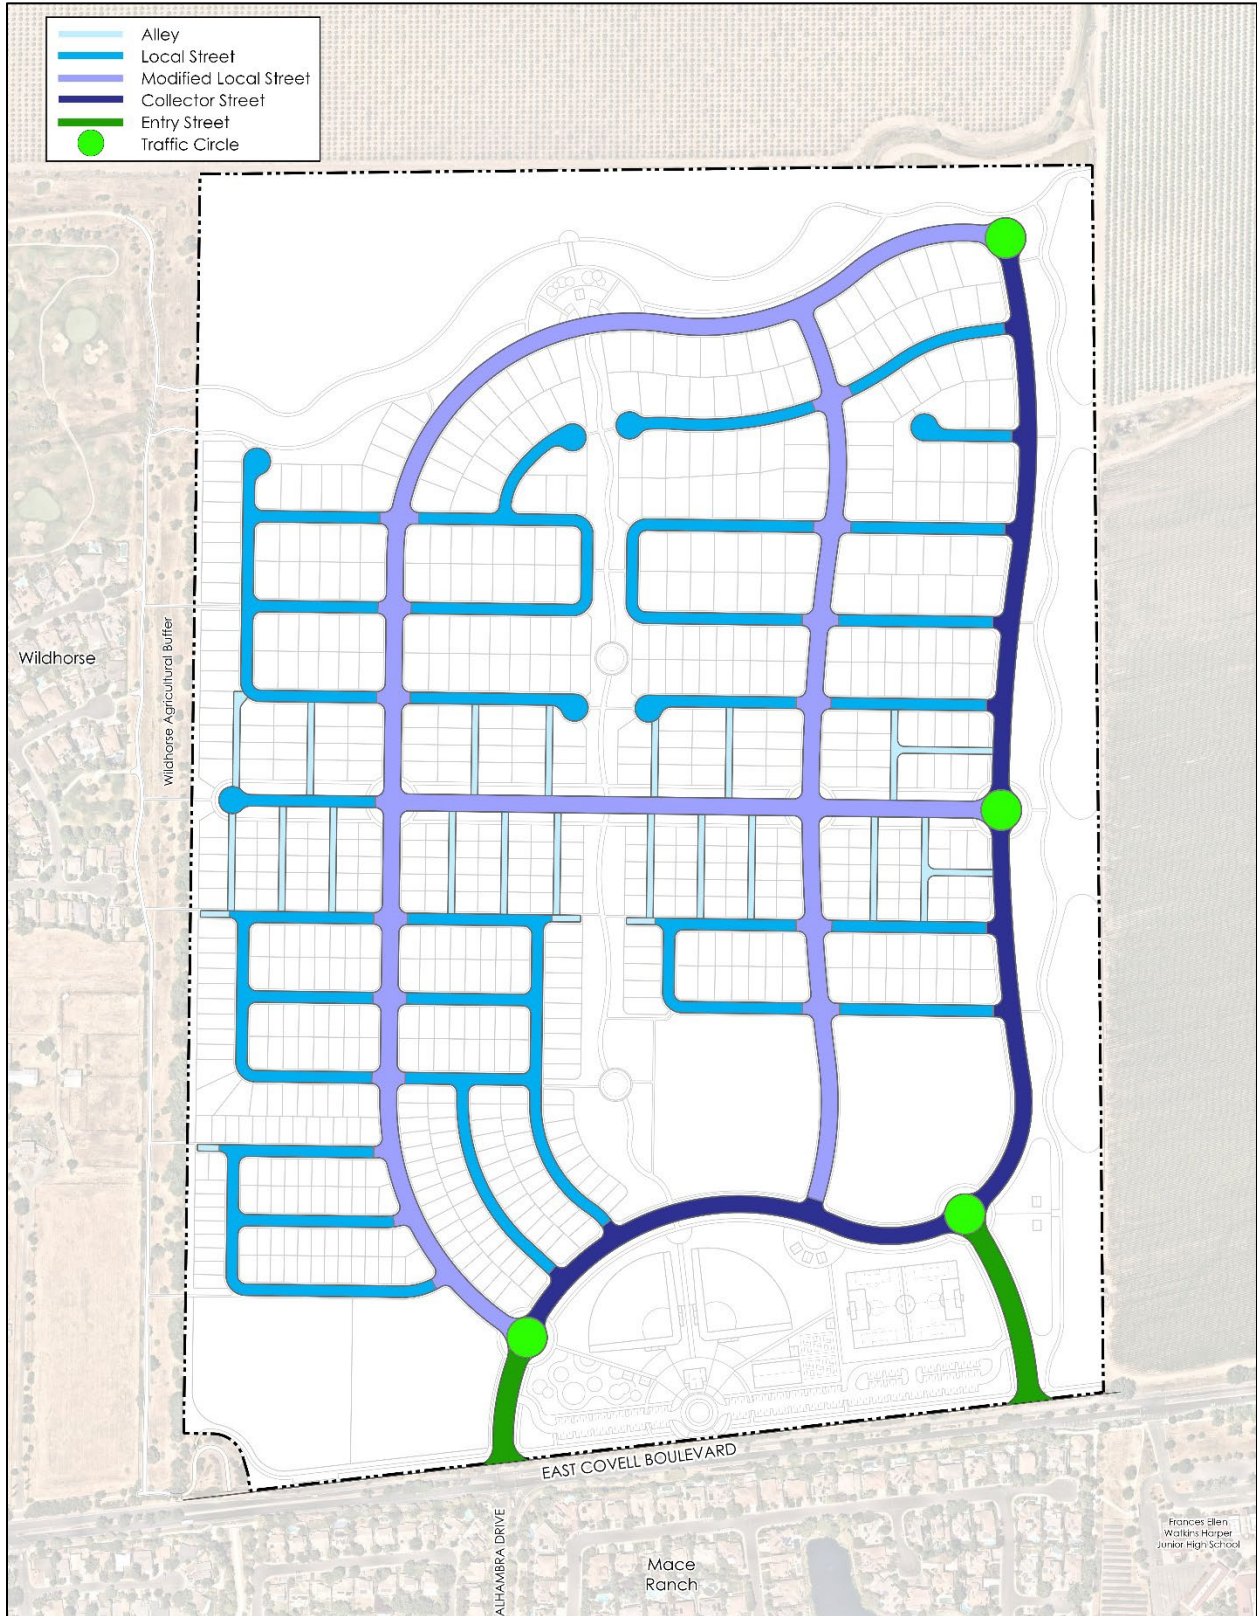 Alley
Local Street
Modified Local Street
Collector Street
Entry Street
Traffic Circle
Wildhorse
Wildhorse Agricultural Buffer
EAST COVELL BOULEVARD
ALHAMBRA DRIVE
Mace
Ranch
Frances Ellen
Watkins Harper
Junior High School